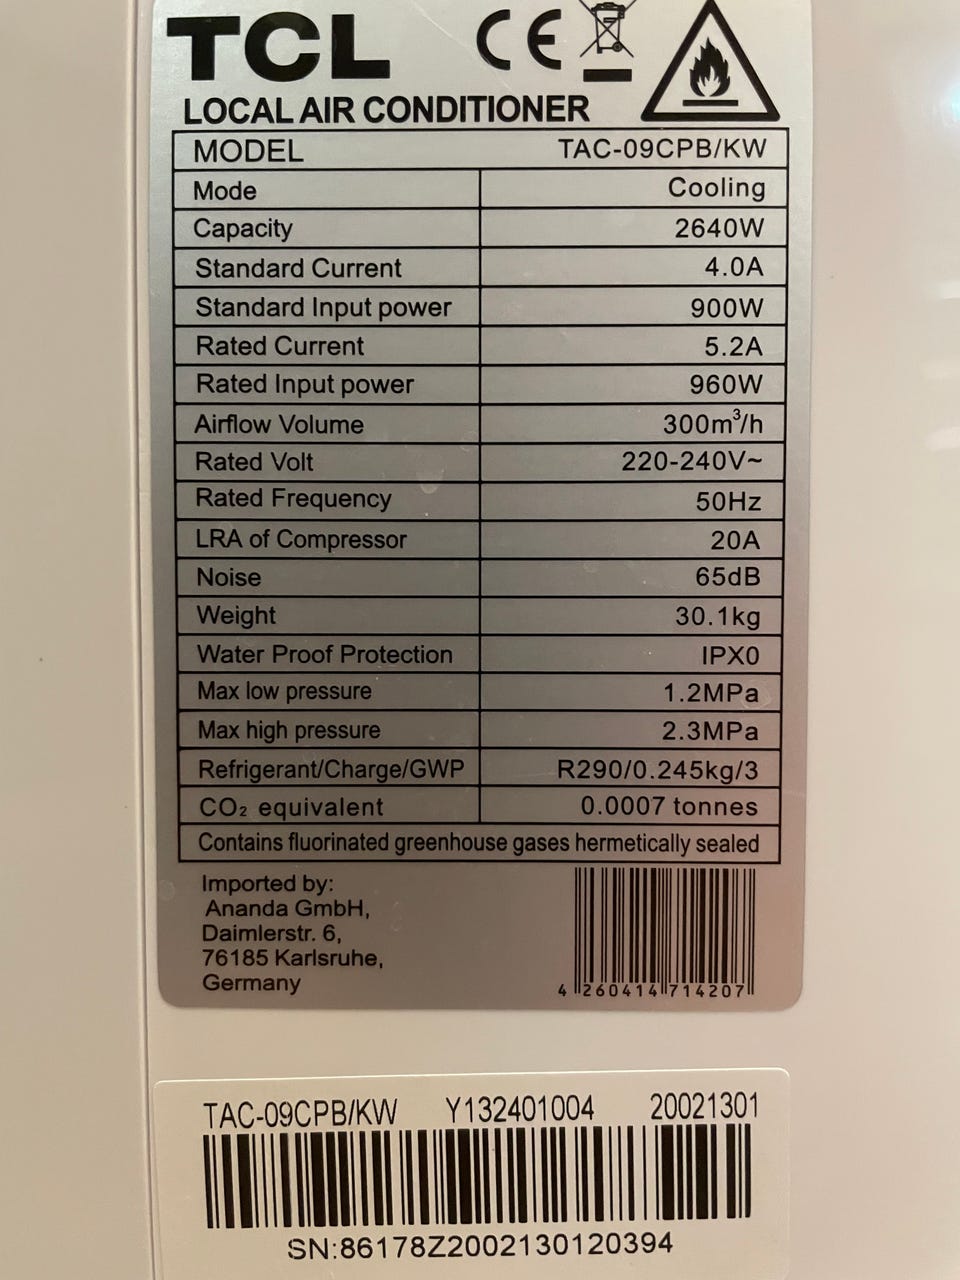 TCL CE
LOCAL AIR CONDITIONER
MODEL TAC-09CPB/KW
Mode Cooling
Capacity 2640W
Standard Current 4.0A
Standard Input power 900W
Rated Current 5.2A
Rated Input power 960W
Airflow Volume 300m³/h
Rated Volt 220-240V~
Rated Frequency 50Hz
LRA of Compressor 20A
Noise 65dB
Weight 30.1kg
Water Proof Protection IPX0
Max low pressure 1.2MPa
Max high pressure 2.3MPa
Refrigerant/Charge/GWP R290/0.245kg/3
CO₂ equivalent 0.0007 tonnes
Contains fluorinated greenhouse gases hermetically sealed
Imported by:
Ananda GmbH,
Daimlerstr. 6,
76185 Karlsruhe,
Germany
4 260414 714207
TAC-09CPB/KW Y132401004 20021301
SN:86178Z2002130120394